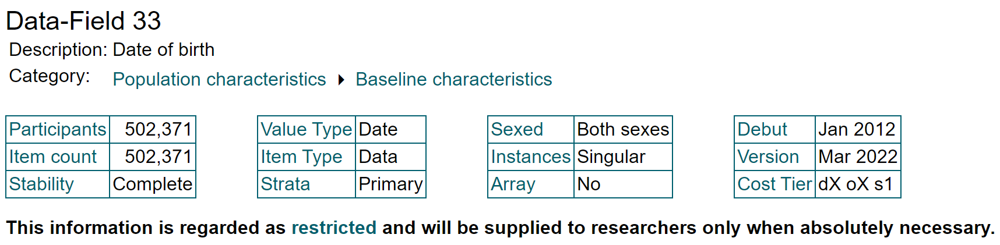 Data-Field 33
Description: Date of birth
Category: Population characteristics ▸ Baseline characteristics
Participants 502,371 Value Type Date Sexed Both sexes Debut Jan 2012
Item count 502,371 Item Type Data Instances Singular Version Mar 2022
Stability Complete Strata Primary Array No Cost Tier dX oX s1
This information is regarded as restricted and will be supplied to researchers only when absolutely necessary.